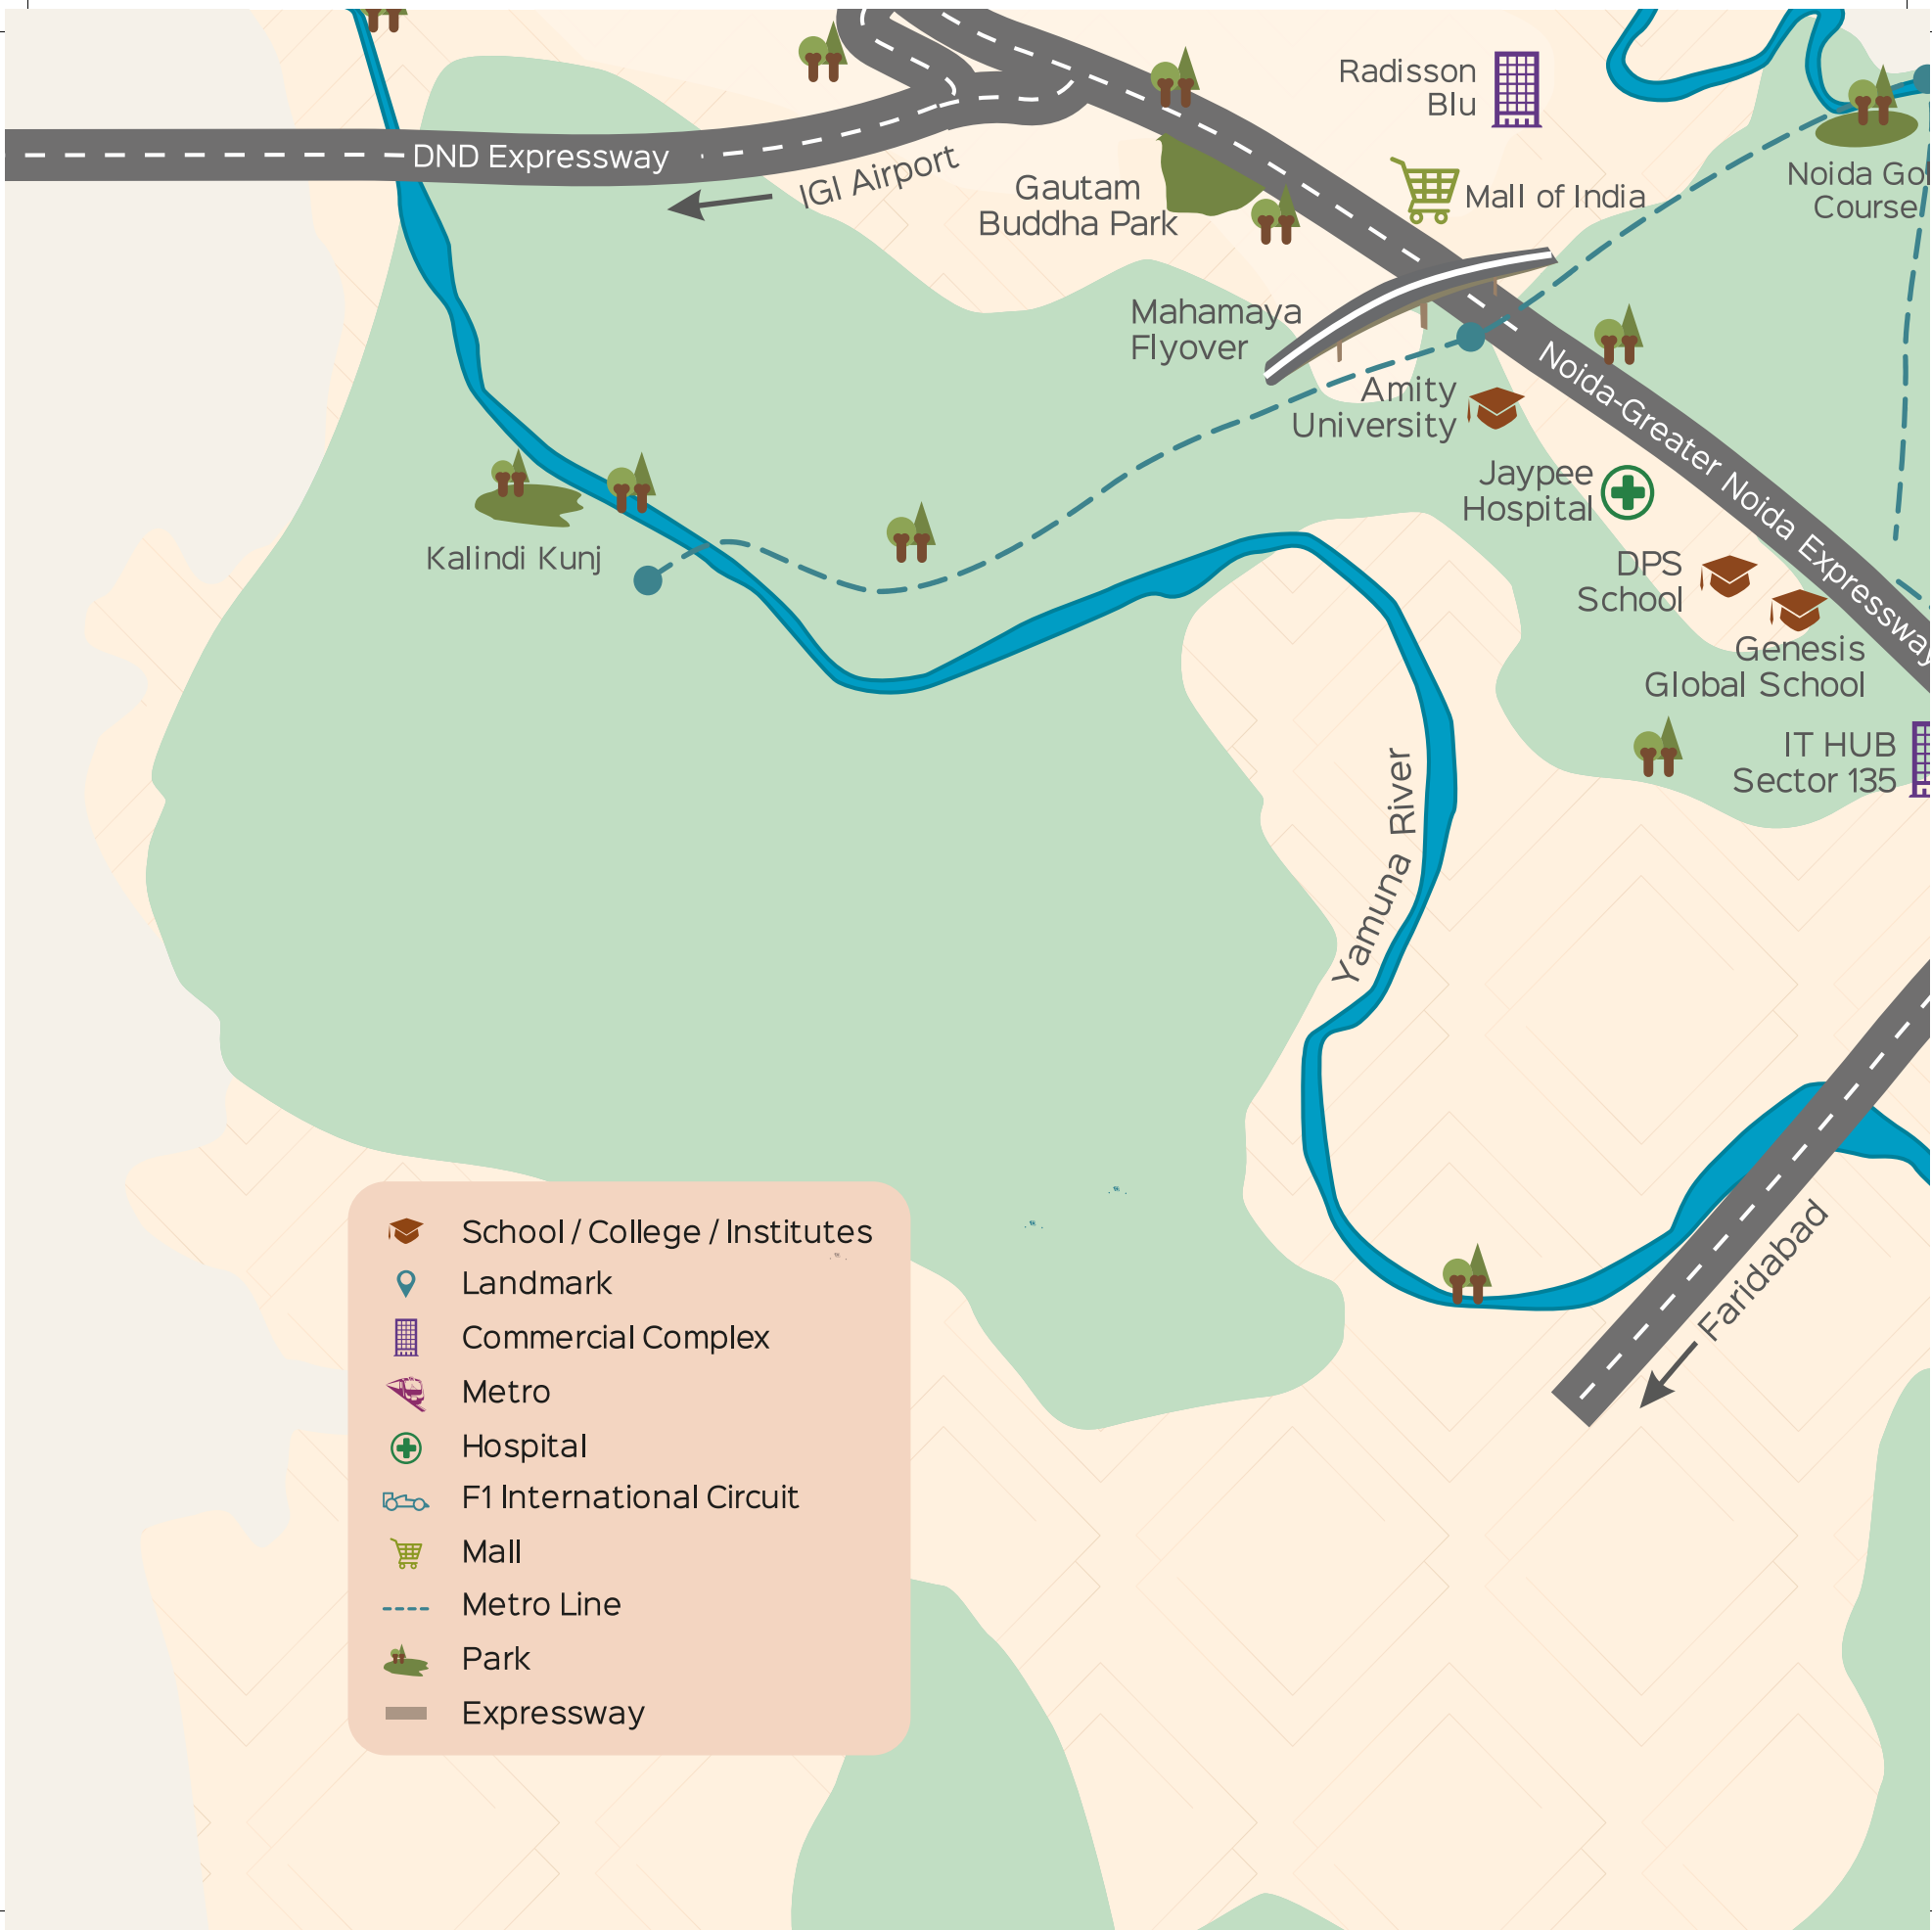 Radisson
Blu
DND Expressway
IGI Airport
Gautam
Buddha Park
Mall of India
Noida Go
Course
Mahamaya
Flyover
Noida-Greater Noida Expressway
Amity
University
Jaypee
Hospital
Kalindi Kunj
DPS
School
Genesis
Global School
IT HUB
Sector 135
Yamuna River
Faridabad
School / College / Institutes
Landmark
Commercial Complex
Metro
Hospital
F1 International Circuit
Mall
Metro Line
Park
Expressway